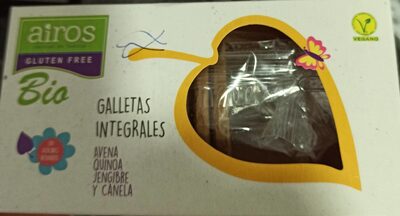 airos
GLUTEN FREE
Bio
GALLETAS
INTEGRALES
AVENA
QUINOA
JENGIBRE
Y CANELA
V
VEGANO